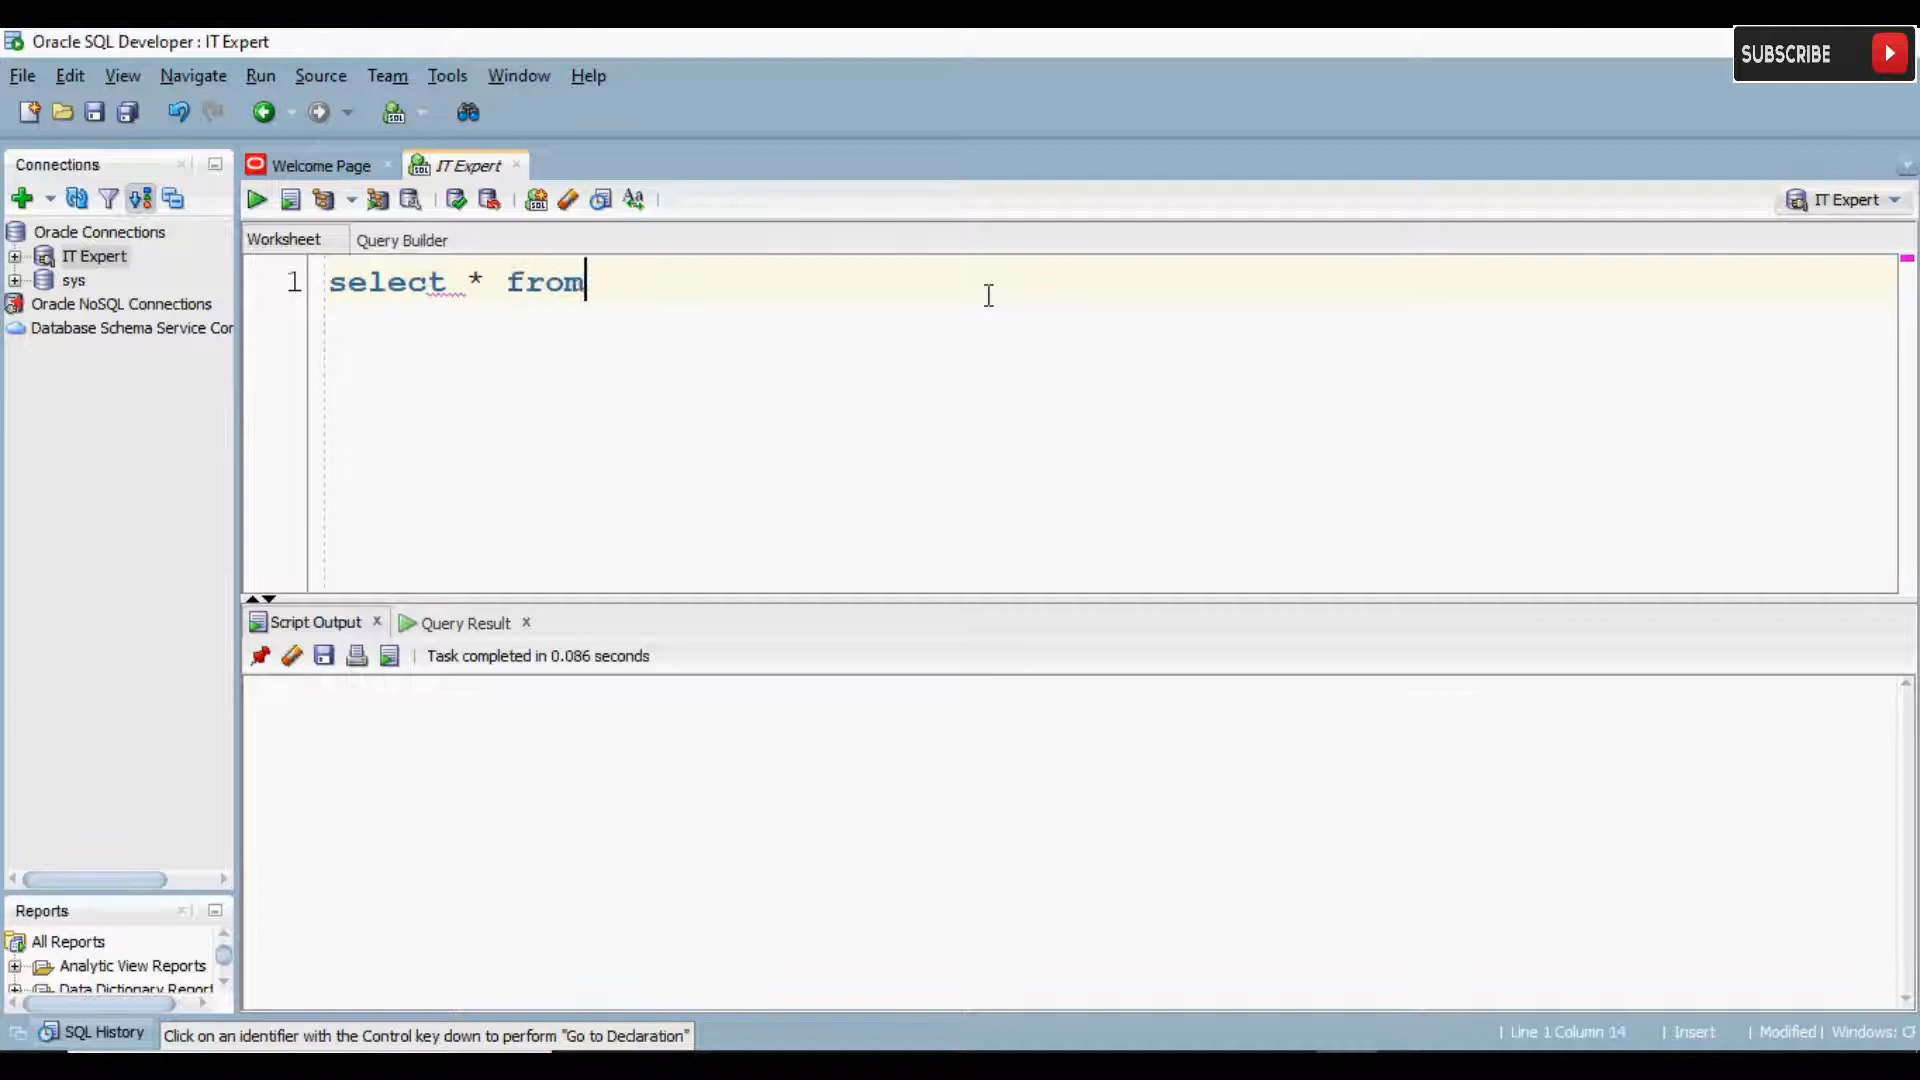 Oracle SQL Developer : IT Expert
SUBSCRIBE
File Edit View Navigate Run Source Team Tools Window Help
Connections
Welcome Page
IT Expert
IT Expert
Oracle Connections
IT Expert
sys
Oracle NoSQL Connections
Database Schema Service Cor
Worksheet
Query Builder
1
select * from
Script Output
Query Result
Task completed in 0.086 seconds
Reports
All Reports
Analytic View Reports
Data Dictionary Report
SQL History
Click on an identifier with the Control key down to perform "Go to Declaration"
Line 1 Column 14
Insert
Modified
Windows: